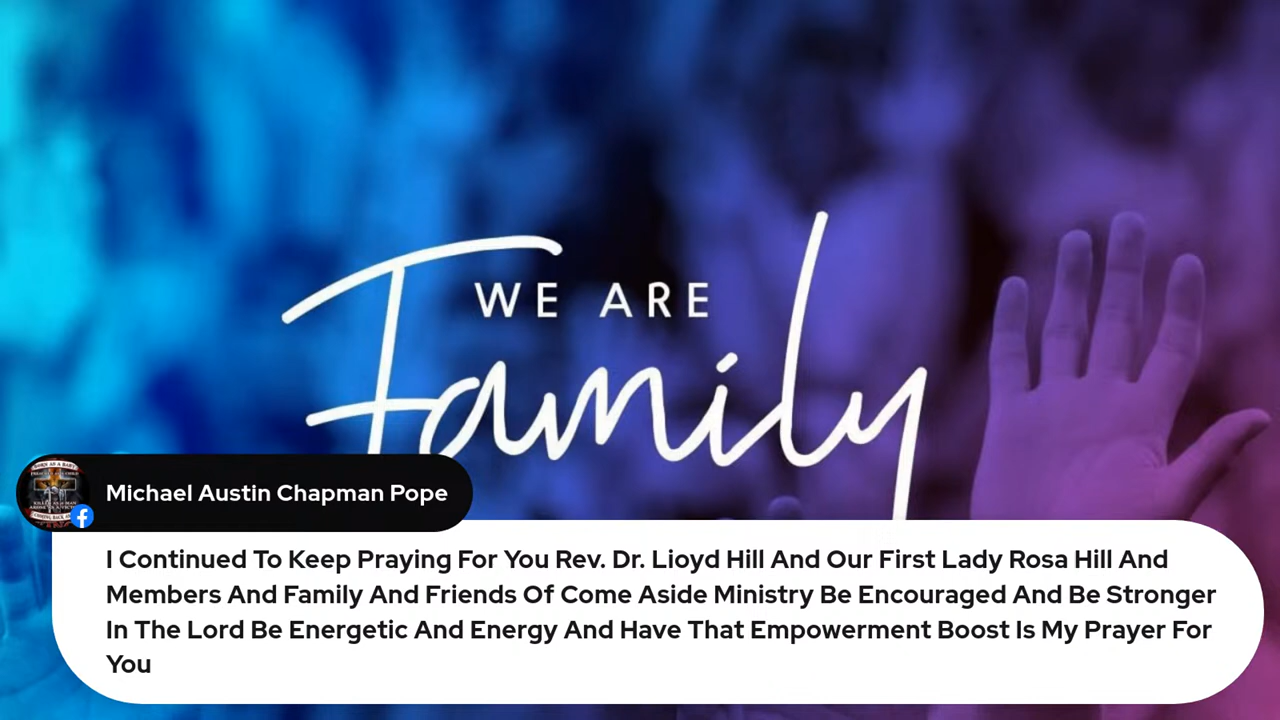 WE ARE
Family
Michael Austin Chapman Pope
I Continued To Keep Praying For You Rev. Dr. Lioyd Hill And Our First Lady Rosa Hill And
Members And Family And Friends Of Come Aside Ministry Be Encouraged And Be Stronger
In The Lord Be Energetic And Energy And Have That Empowerment Boost Is My Prayer For
You